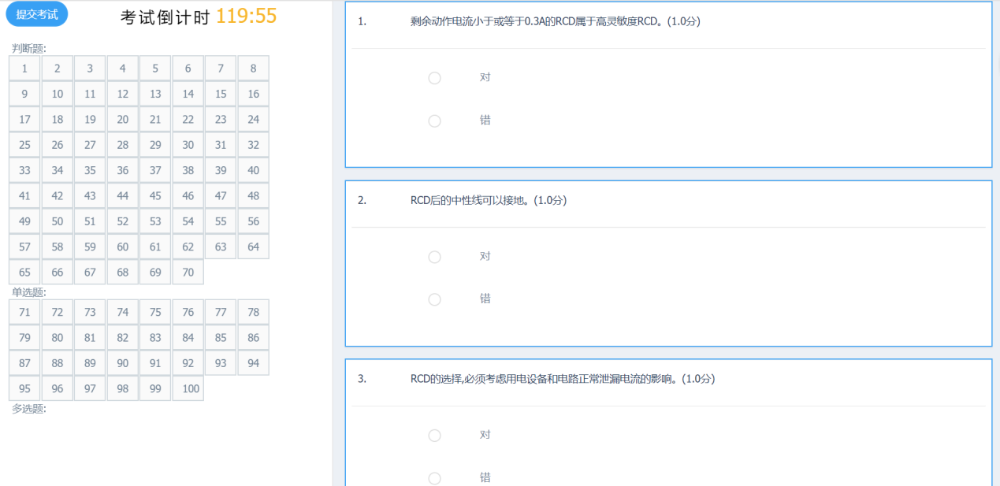 提交考试
考试倒计时 119:55
判断题:
1 2 3 4 5 6 7 8
9 10 11 12 13 14 15 16
17 18 19 20 21 22 23 24
25 26 27 28 29 30 31 32
33 34 35 36 37 38 39 40
41 42 43 44 45 46 47 48
49 50 51 52 53 54 55 56
57 58 59 60 61 62 63 64
65 66 67 68 69 70
单选题:
71 72 73 74 75 76 77 78
79 80 81 82 83 84 85 86
87 88 89 90 91 92 93 94
95 96 97 98 99 100
多选题:
1. 剩余动作电流小于或等于0.3A的RCD属于高灵敏度RCD。(1.0分)
对
错
2. RCD后的中性线可以接地。(1.0分)
对
错
3. RCD的选择,必须考虑用电设备和电路正常泄漏电流的影响。(1.0分)
对
错